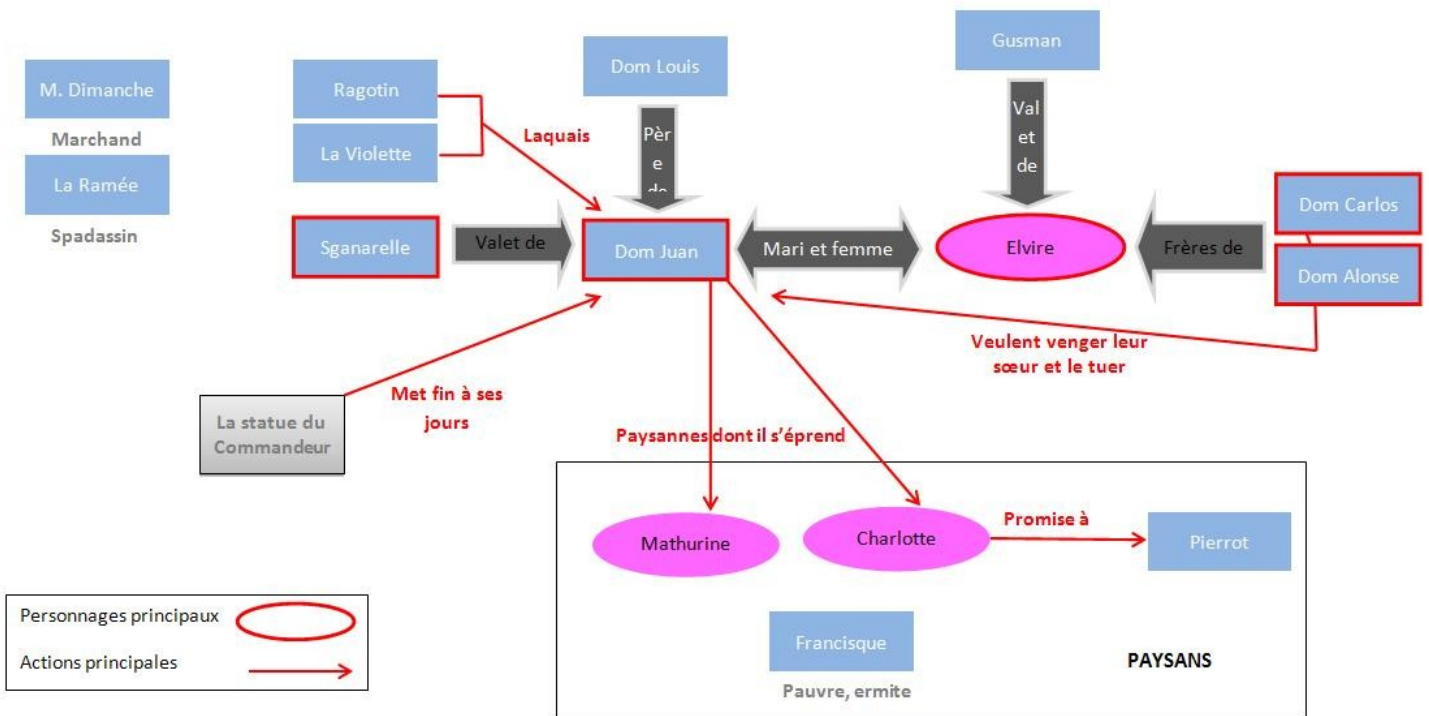 Gusman
M. Dimanche
Marchand
La Ramée
Spadassin
Ragotin
La Violette
Laquais
Dom Louis
Pèr
e
de
Val
et
de
Sganarelle
Valet de
Dom Juan
Mari et femme
Elvire
Frères de
Dom Carlos
Dom Alonse
Veulent venger leur
sœur et le tuer
La statue du
Commandeur
Met fin à ses
jours
Paysannes dont il s’éprend
Mathurine
Charlotte
Promise à
Pierrot
Francisque
Pauvre, ermite
PAYSANS
Personnages principaux
Actions principales